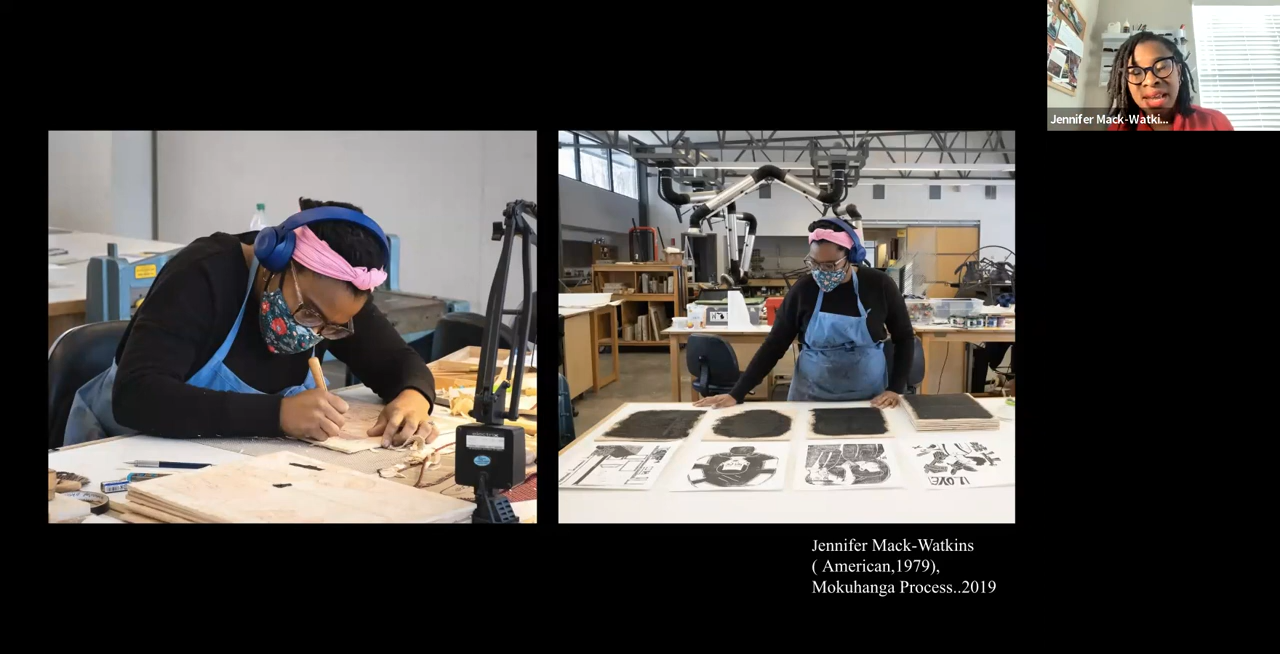 Jennifer Mack-Watki...
LOVE
Jennifer Mack-Watkins
( American,1979),
Mokuhanga Process..2019